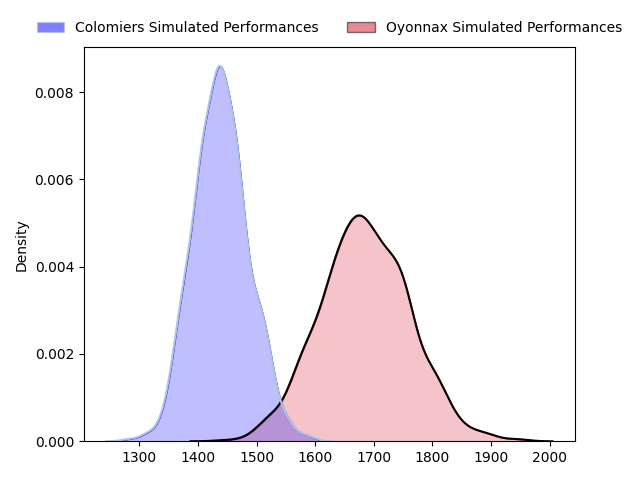 Colomiers Simulated Performances
Oyonnax Simulated Performances
Density
0.008
0.006
0.004
0.002
0.000
1300 1400 1500 1600 1700 1800 1900 2000